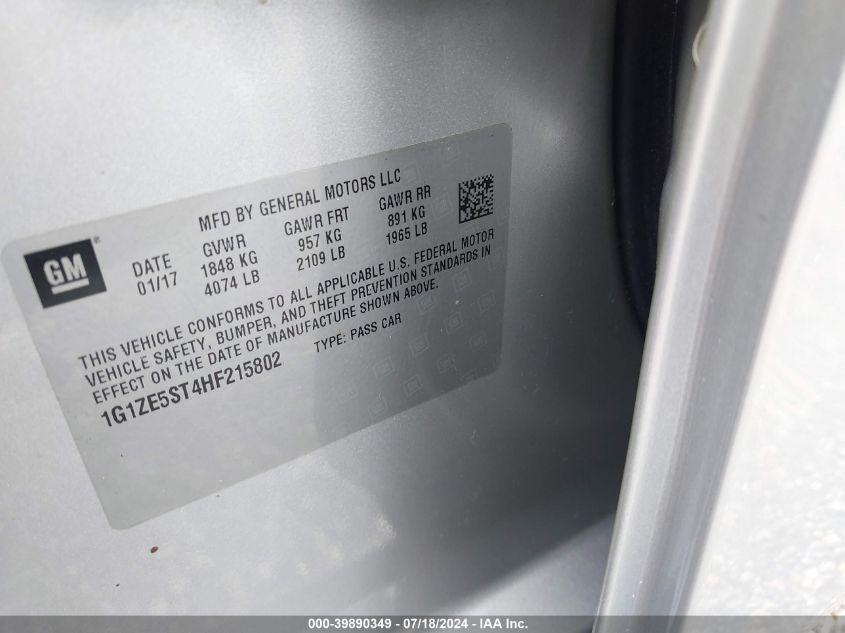 MFD BY GENERAL MOTORS LLC
GM®
DATE GVWR GAWR FRT GAWR RR
01/17 1848 KG 957 KG 891 KG
4074 LB 2109 LB 1965 LB
THIS VEHICLE CONFORMS TO ALL APPLICABLE U.S. FEDERAL MOTOR
VEHICLE SAFETY, BUMPER, AND THEFT PREVENTION STANDARDS IN
EFFECT ON THE DATE OF MANUFACTURE SHOWN ABOVE.
1G1ZE5ST4HF215802 TYPE: PASS CAR
000-39890349 - 07/18/2024 - IAA Inc.